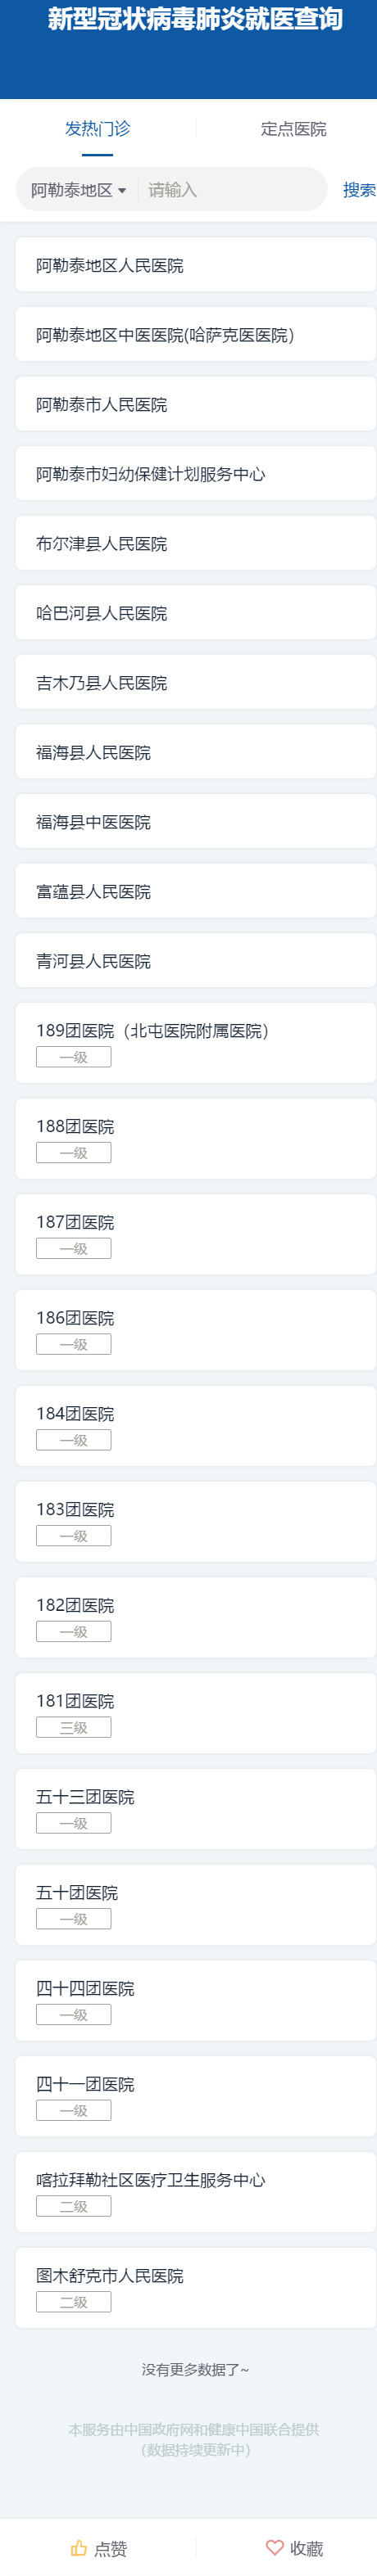 新型冠状病毒肺炎就医查询
发热门诊
定点医院
阿勒泰地区
请输入
搜索
阿勒泰地区人民医院
阿勒泰地区中医医院(哈萨克医医院）
阿勒泰市人民医院
阿勒泰市妇幼保健计划服务中心
布尔津县人民医院
哈巴河县人民医院
吉木乃县人民医院
福海县人民医院
福海县中医医院
富蕴县人民医院
青河县人民医院
189团医院（北屯医院附属医院）
一级
188团医院
一级
187团医院
一级
186团医院
一级
184团医院
一级
183团医院
一级
182团医院
一级
181团医院
三级
五十三团医院
一级
五十团医院
一级
四十四团医院
一级
四十一团医院
一级
喀拉拜勒社区医疗卫生服务中心
二级
图木舒克市人民医院
二级
没有更多数据了~
本服务由中国政府网和健康中国联合提供
（数据持续更新中）
点赞
收藏